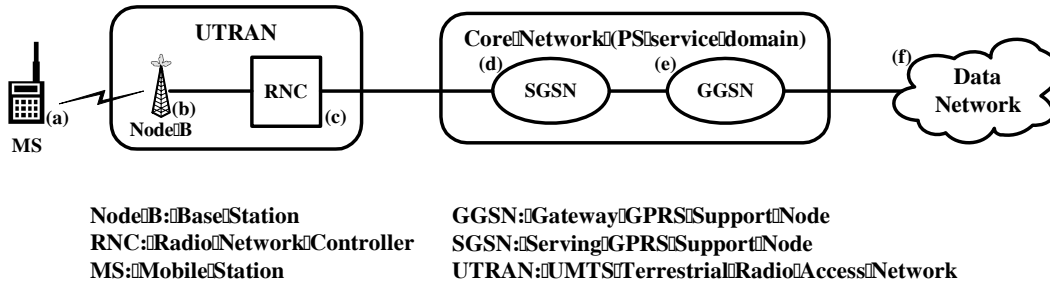 UTRAN
Core Network (PS service domain)
(d)
(e)
(f)
Data
Network
SGSN
GGSN
RNC
(a)
(b)
(c)
Node B
MS
Node B: Base Station
RNC: Radio Network Controller
MS: Mobile Station
GGSN: Gateway GPRS Support Node
SGSN: Serving GPRS Support Node
UTRAN: UMTS Terrestrial Radio Access Network